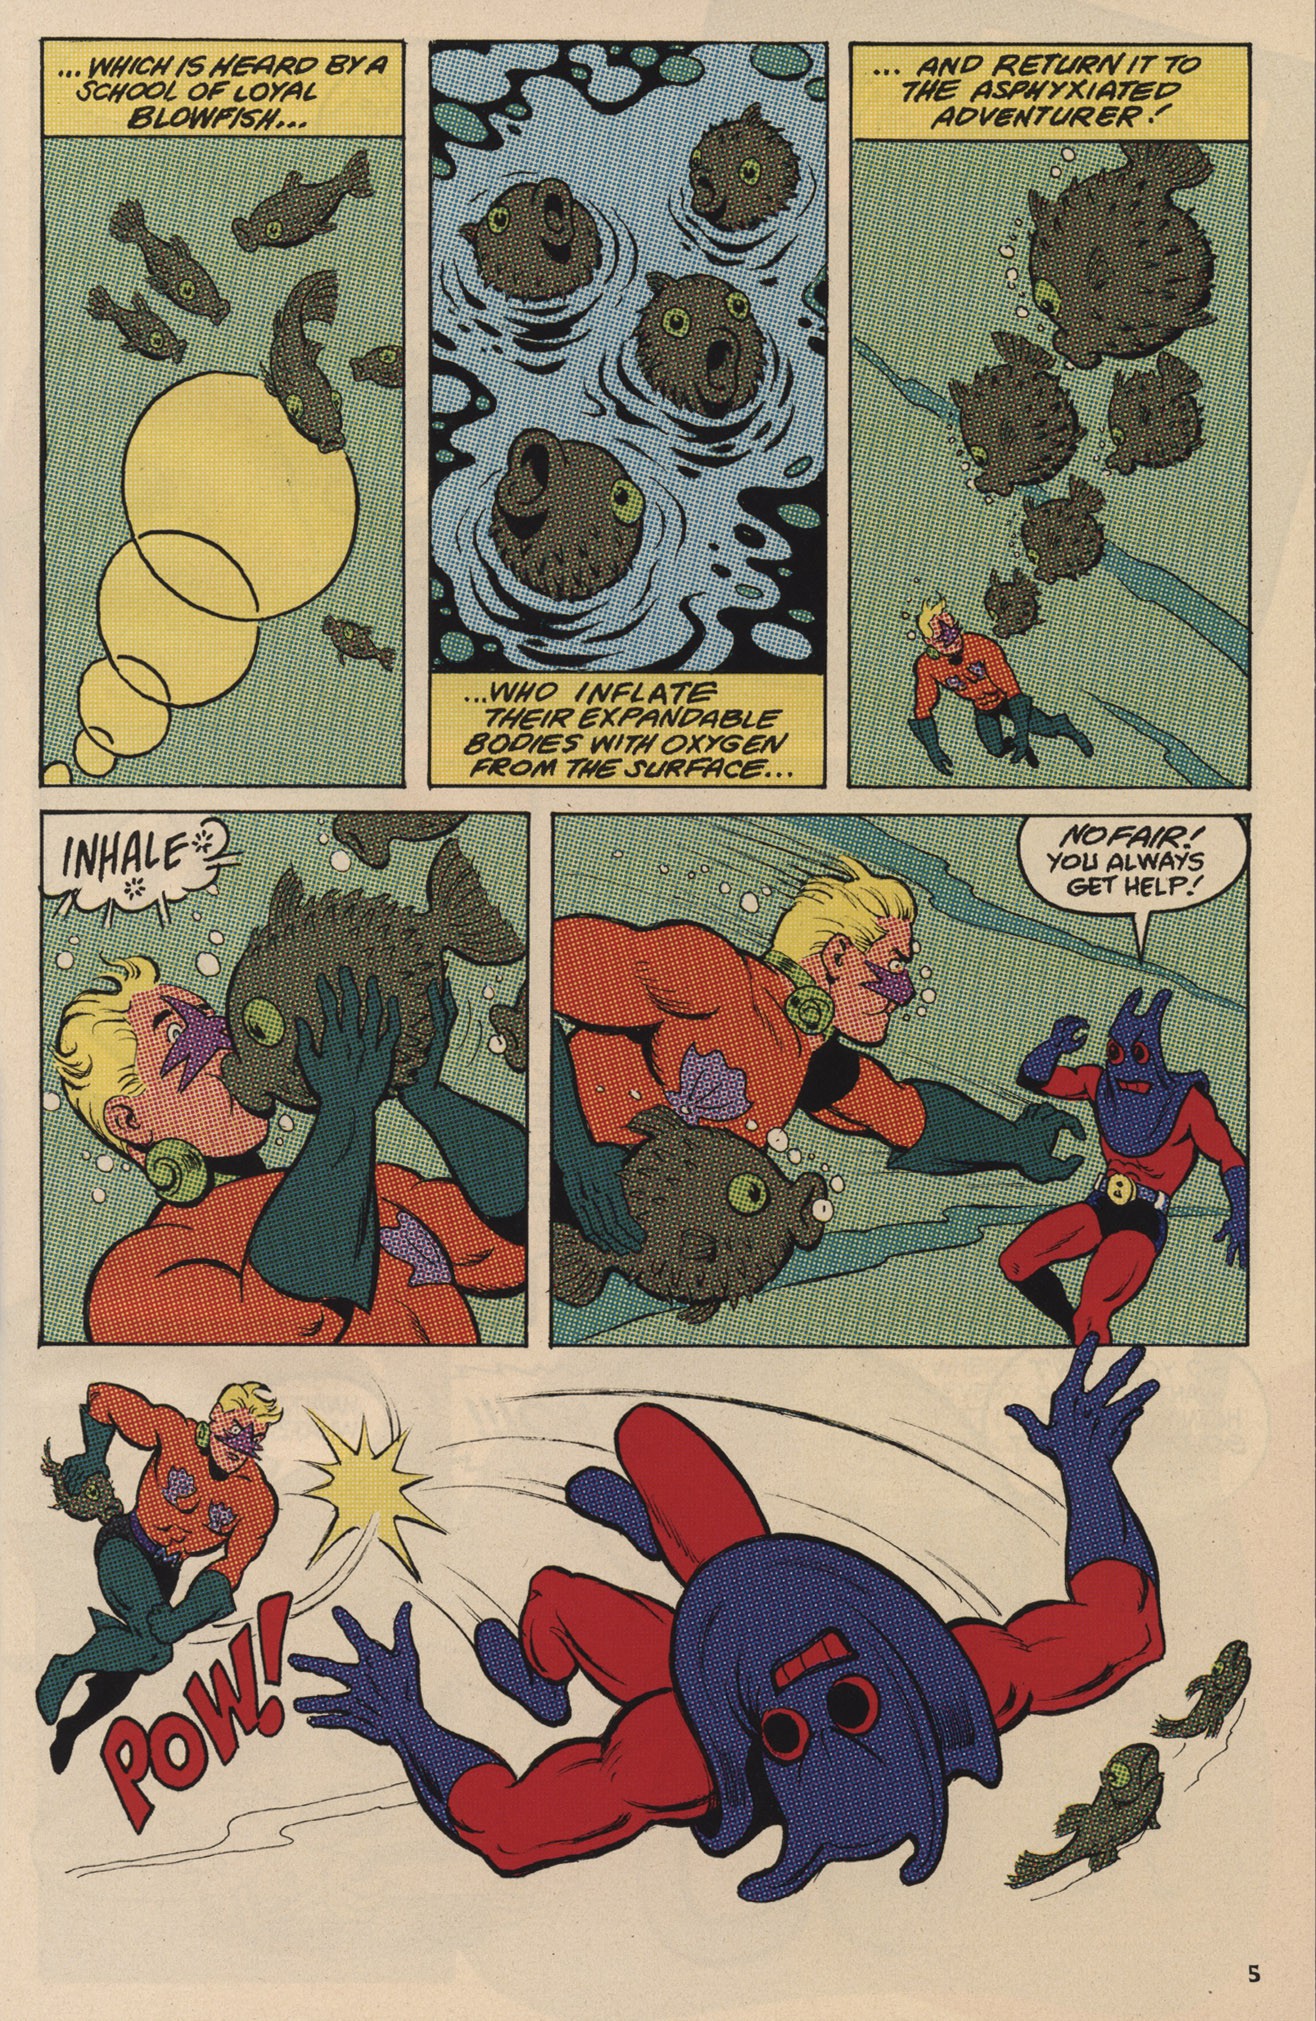 ...WHICH IS HEARD BY A
SCHOOL OF LOYAL
BLOWFISH...
...WHO INFLATE
THEIR EXPANDABLE
BODIES WITH OXYGEN
FROM THE SURFACE...
... AND RETURN IT TO
THE ASPHYXIATED
ADVENTURER!
INHALE
NO FAIR!
YOU ALWAYS
GET HELP!
POW!
5